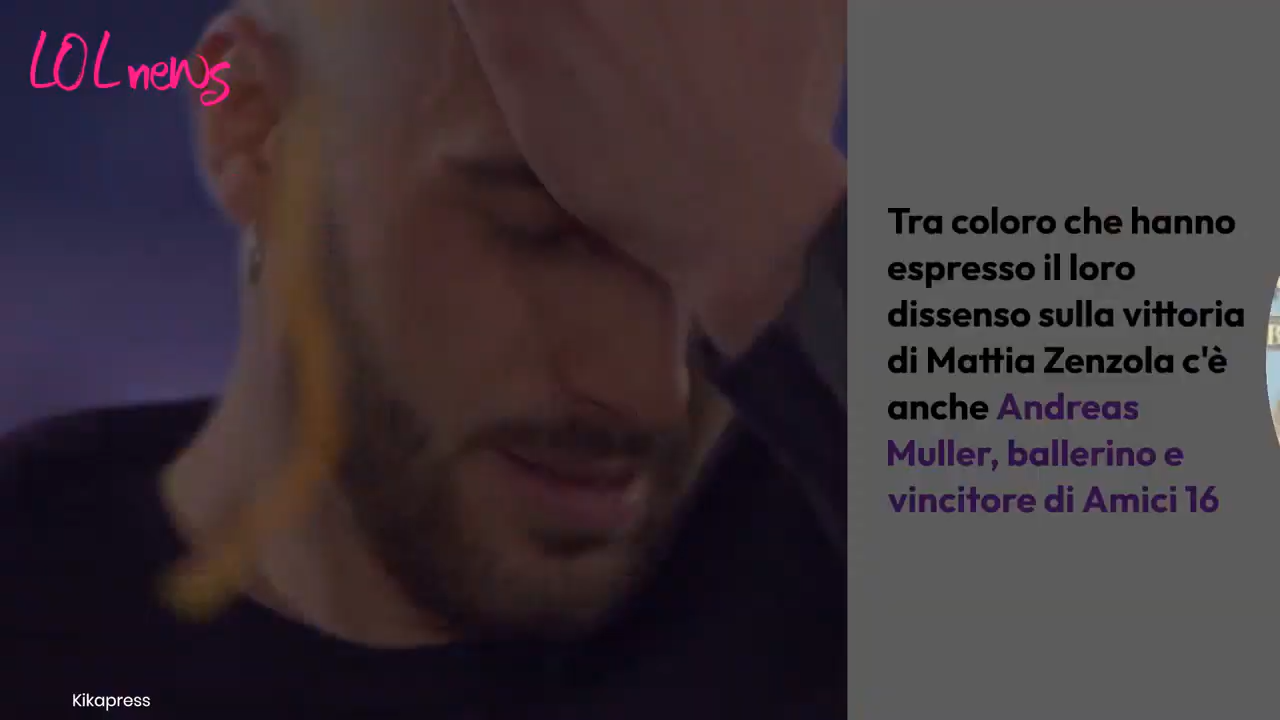 LOL news
Tra coloro che hanno
espresso il loro
dissenso sulla vittoria
di Mattia Zenzola c'è
anche Andreas
Muller, ballerino e
vincitore di Amici 16
Kikapress